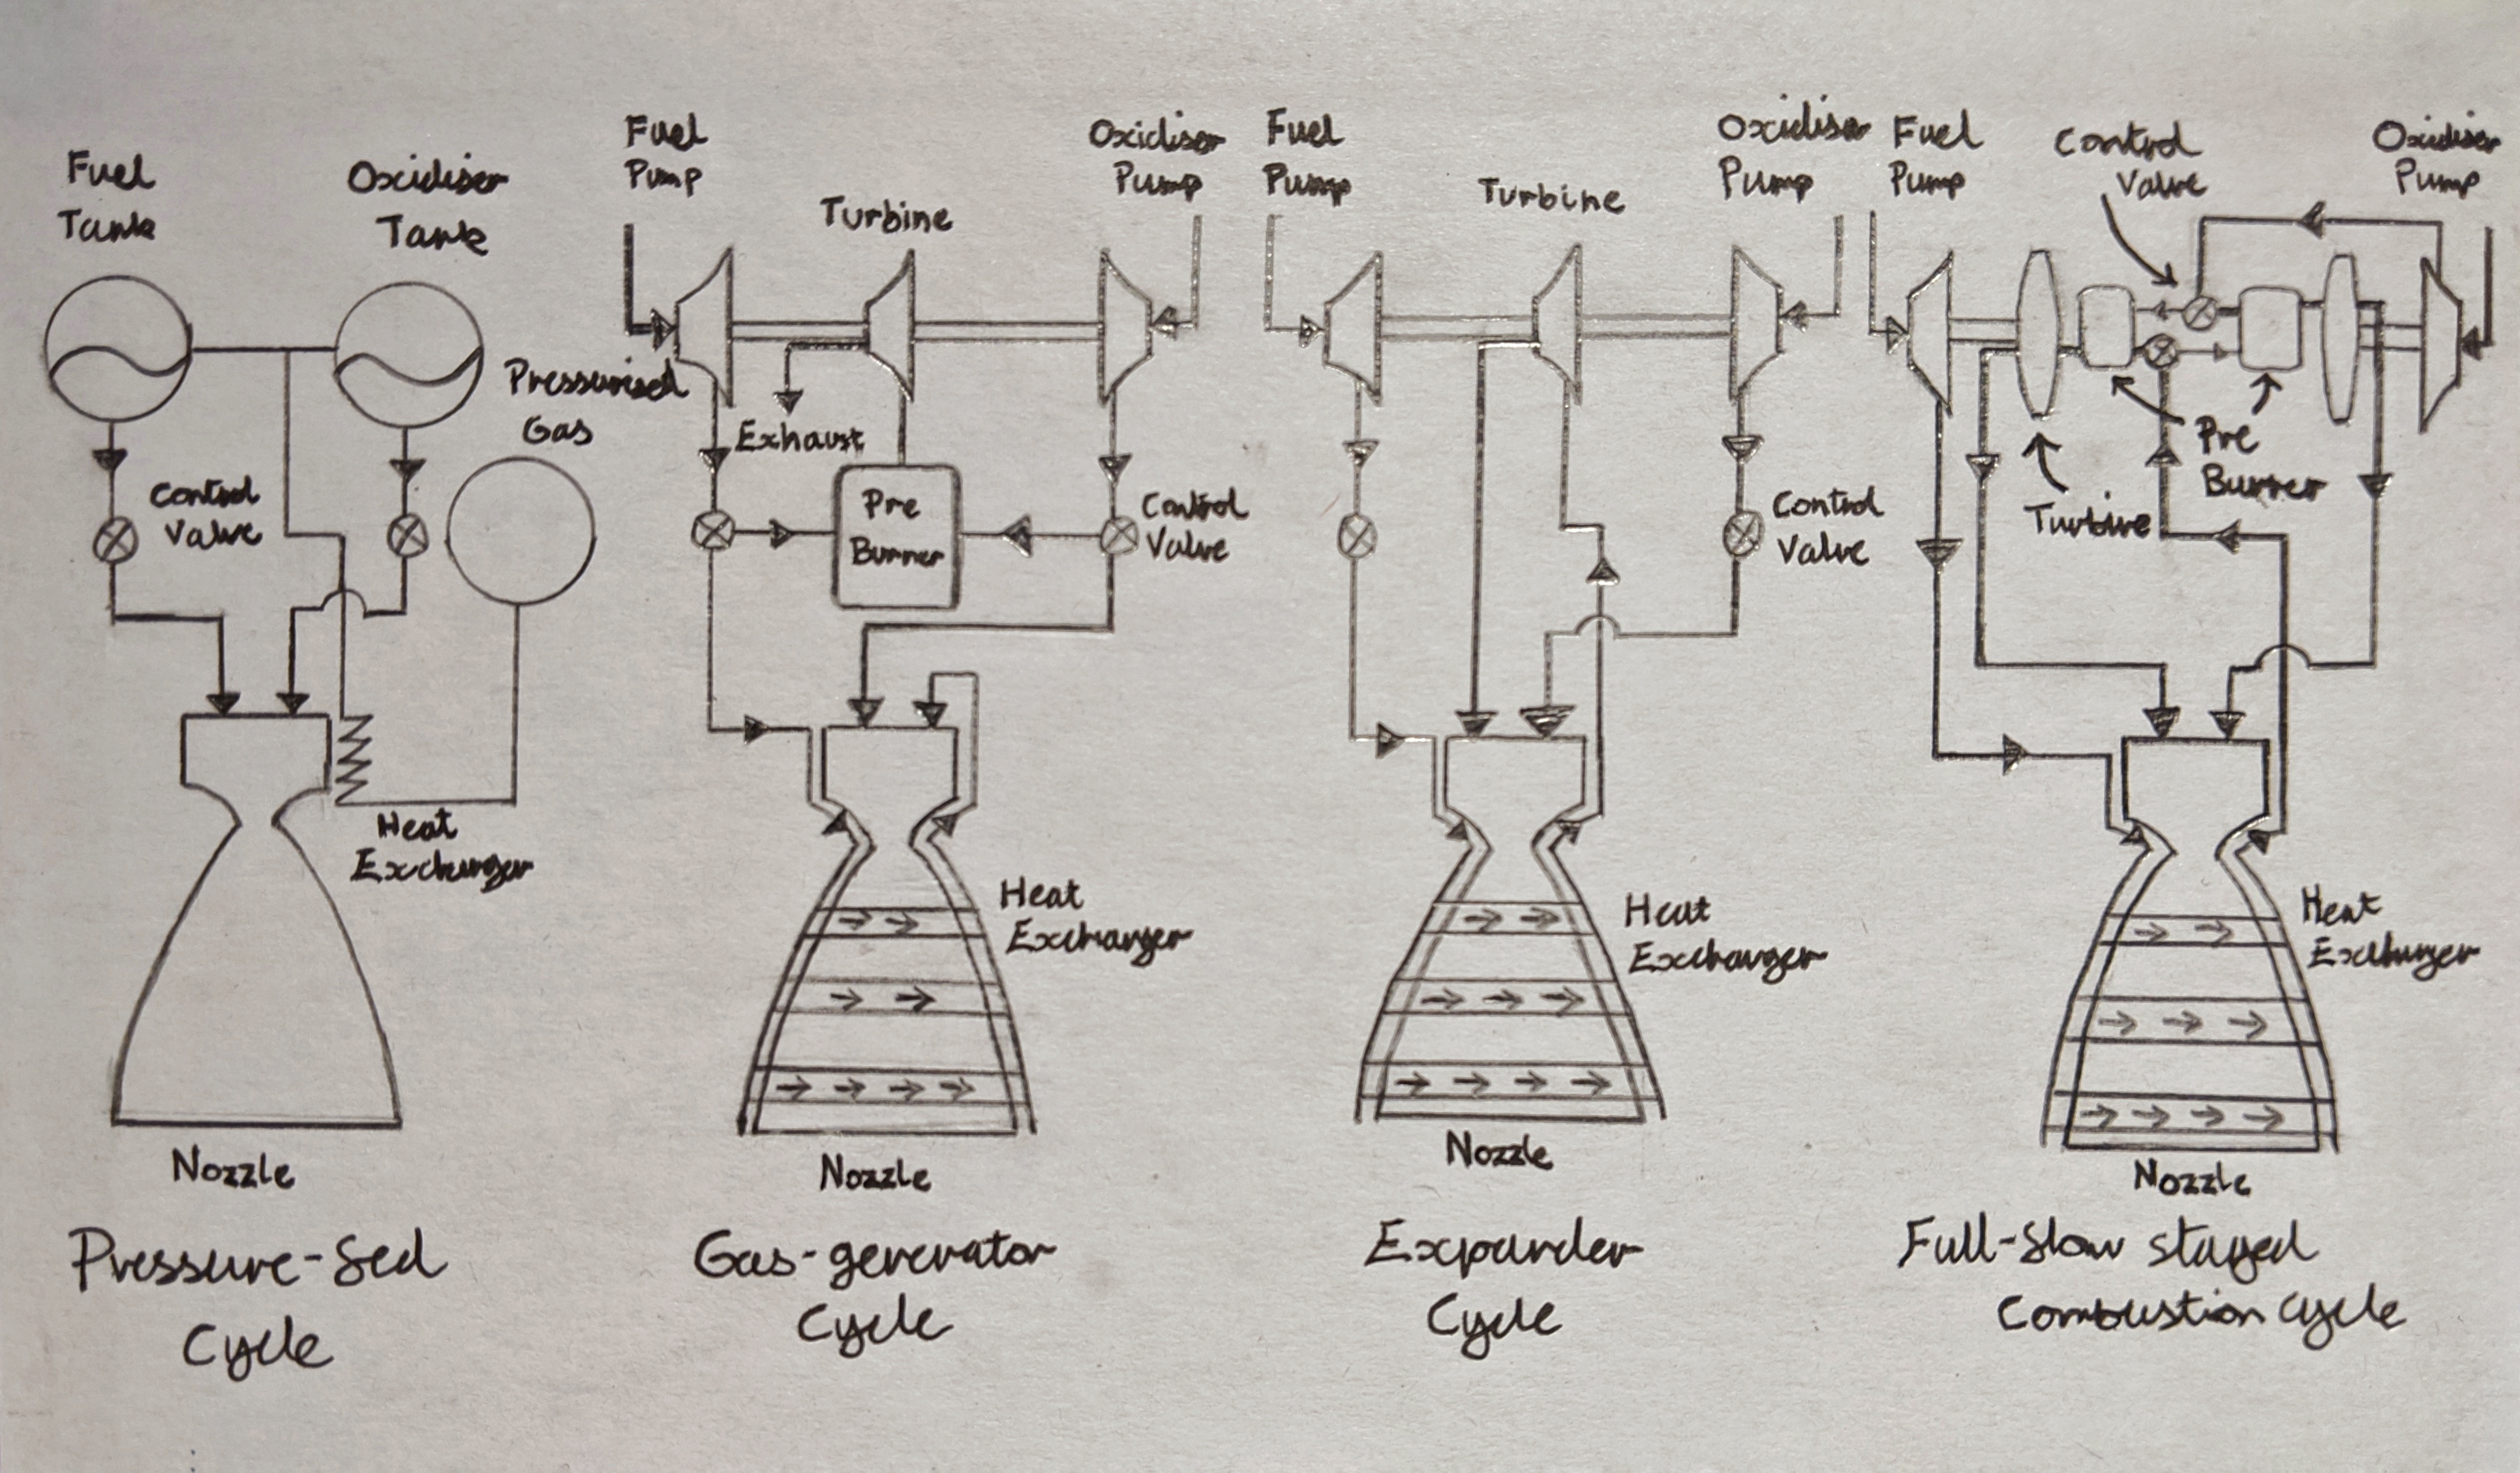 Fuel
Tank
Oxidiser
Tank
Pressurised
Gas
Control
Valve
Heat
Exchanger
Nozzle
Pressure-fed
Cycle
Fuel
Pump
Turbine
Oxidiser
Pump
Exhaust
Pre
Burner
Control
Valve
Heat
Exchanger
Nozzle
Gas-generator
Cycle
Fuel
Pump
Turbine
Oxidiser
Pump
Control
Valve
Heat
Exchanger
Nozzle
Expander
Cycle
Fuel
Pump
Control
Valve
Oxidiser
Pump
Pre
Burner
Turbine
Heat
Exchanger
Nozzle
Full-flow staged
Combustion cycle